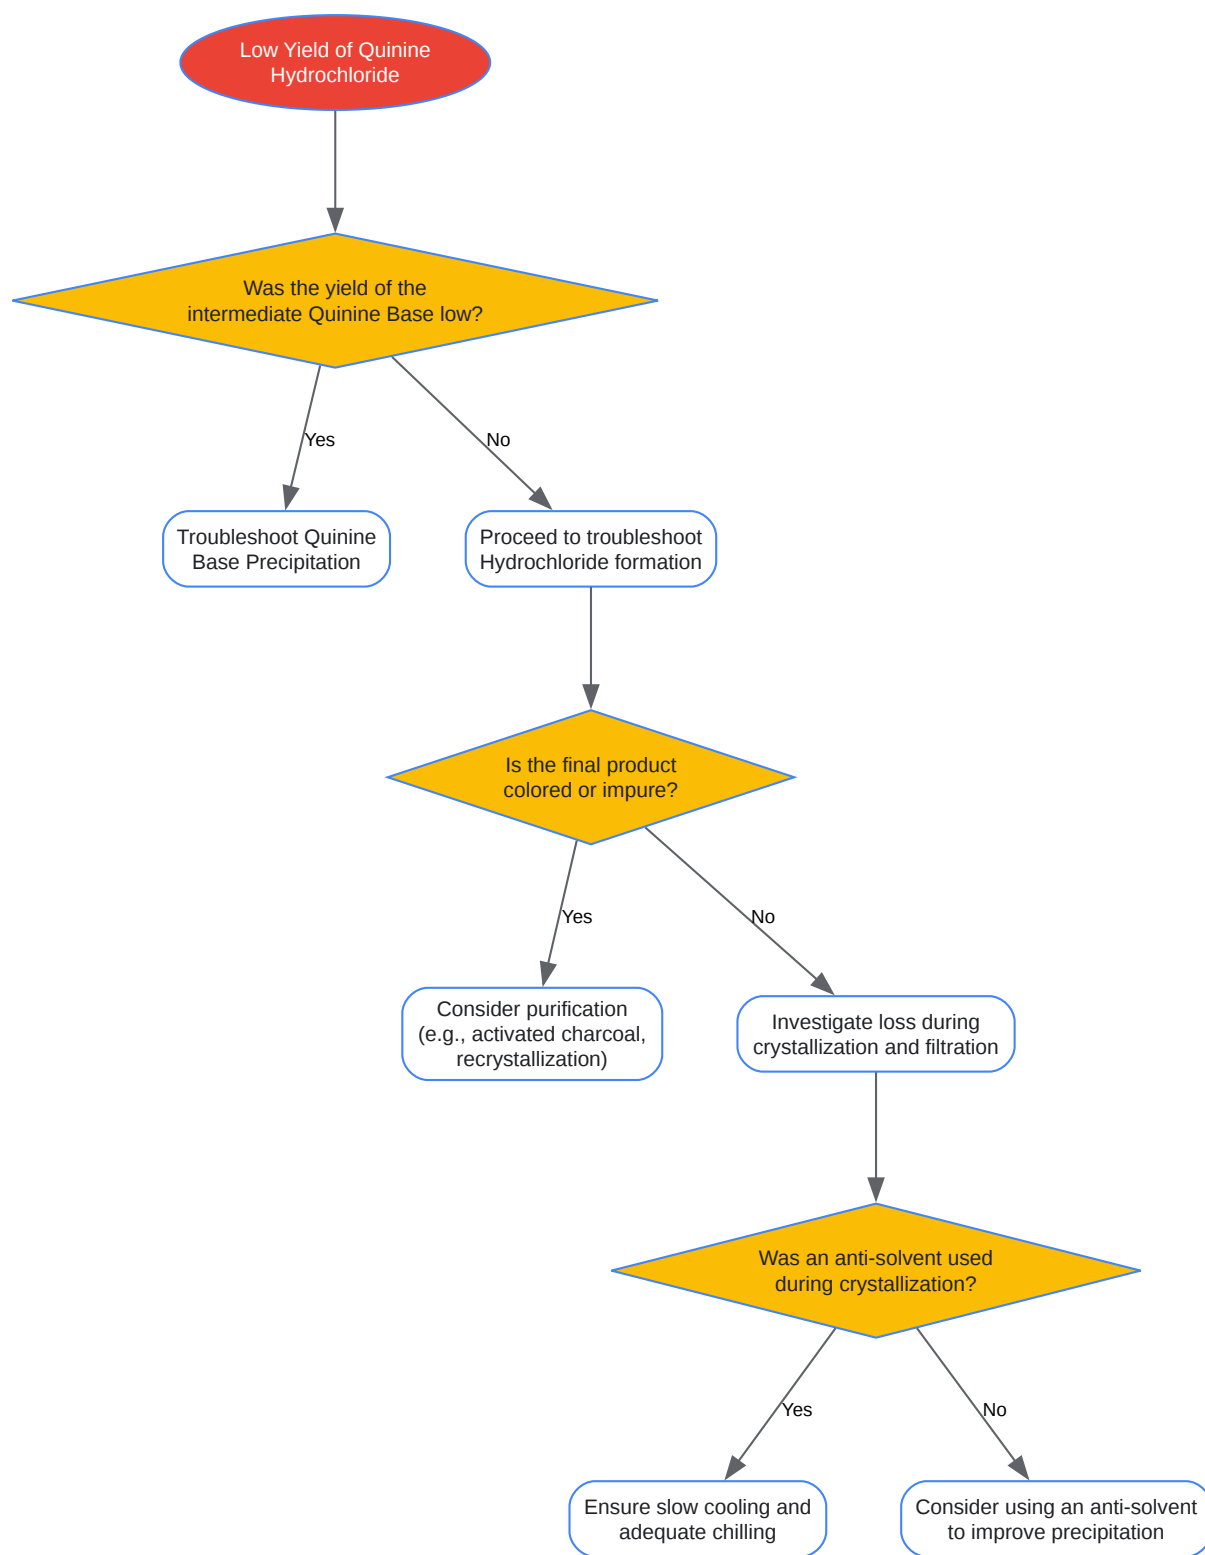 Low Yield of Quinine
Hydrochloride
Was the yield of the
intermediate Quinine Base low?
Yes
No
Troubleshoot Quinine
Base Precipitation
Proceed to troubleshoot
Hydrochloride formation
Is the final product
colored or impure?
Yes
No
Consider purification
(e.g., activated charcoal,
recrystallization)
Investigate loss during
crystallization and filtration
Was an anti-solvent used
during crystallization?
Yes
No
Ensure slow cooling and
adequate chilling
Consider using an anti-solvent
to improve precipitation